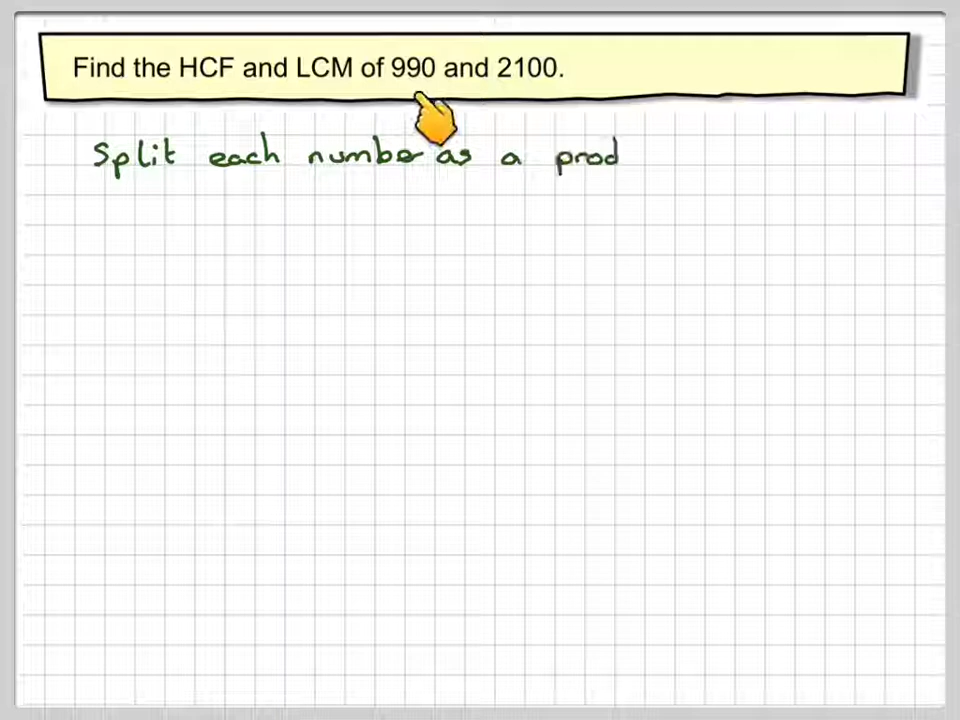 Find the HCF and LCM of 990 and 2100.
Split each number as a prod